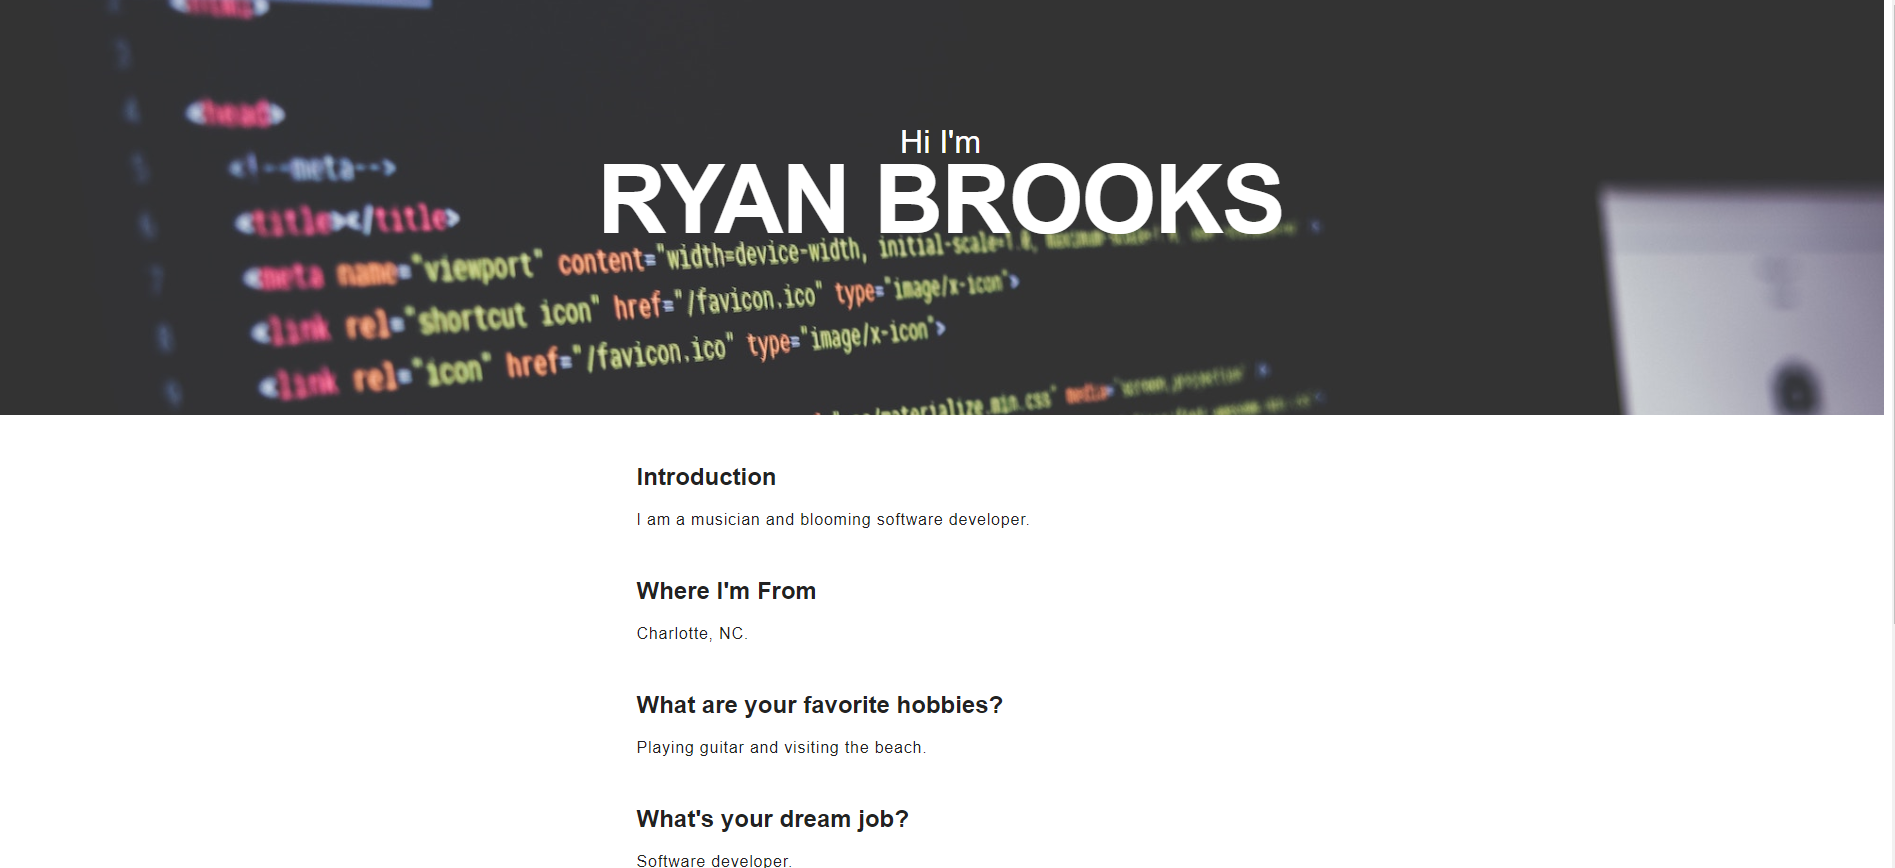 <head>
<!--meta-->
<title></title>
Hi I'm
RYAN BROOKS
<meta name="viewport" content="width=device-width, initial-scale=1.0,
<link rel="shortcut icon" href="/favicon.ico" type="image/x-icon">
<link rel="icon" href="/favicon.ico" type="image/x-icon">
materialize.min.css" media="screen,projection"
Introduction
I am a musician and blooming software developer.
Where I'm From
Charlotte, NC.
What are your favorite hobbies?
Playing guitar and visiting the beach.
What's your dream job?
Software developer.